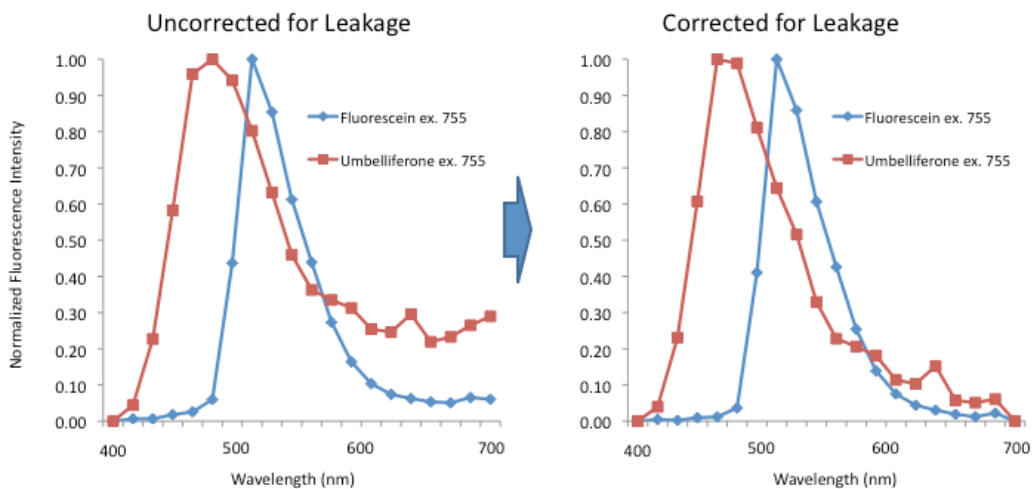 Uncorrected for Leakage
Normalized Fluorescence Intensity
1.00
0.90
0.80
0.70
0.60
0.50
0.40
0.30
0.20
0.10
0.00
Fluorescein ex. 755
Umbelliferone ex. 755
400 500 600 700
Wavelength (nm)
Corrected for Leakage
1.00
0.90
0.80
0.70
0.60
0.50
0.40
0.30
0.20
0.10
0.00
Fluorescein ex. 755
Umbelliferone ex. 755
400 500 600 700
Wavelength (nm)